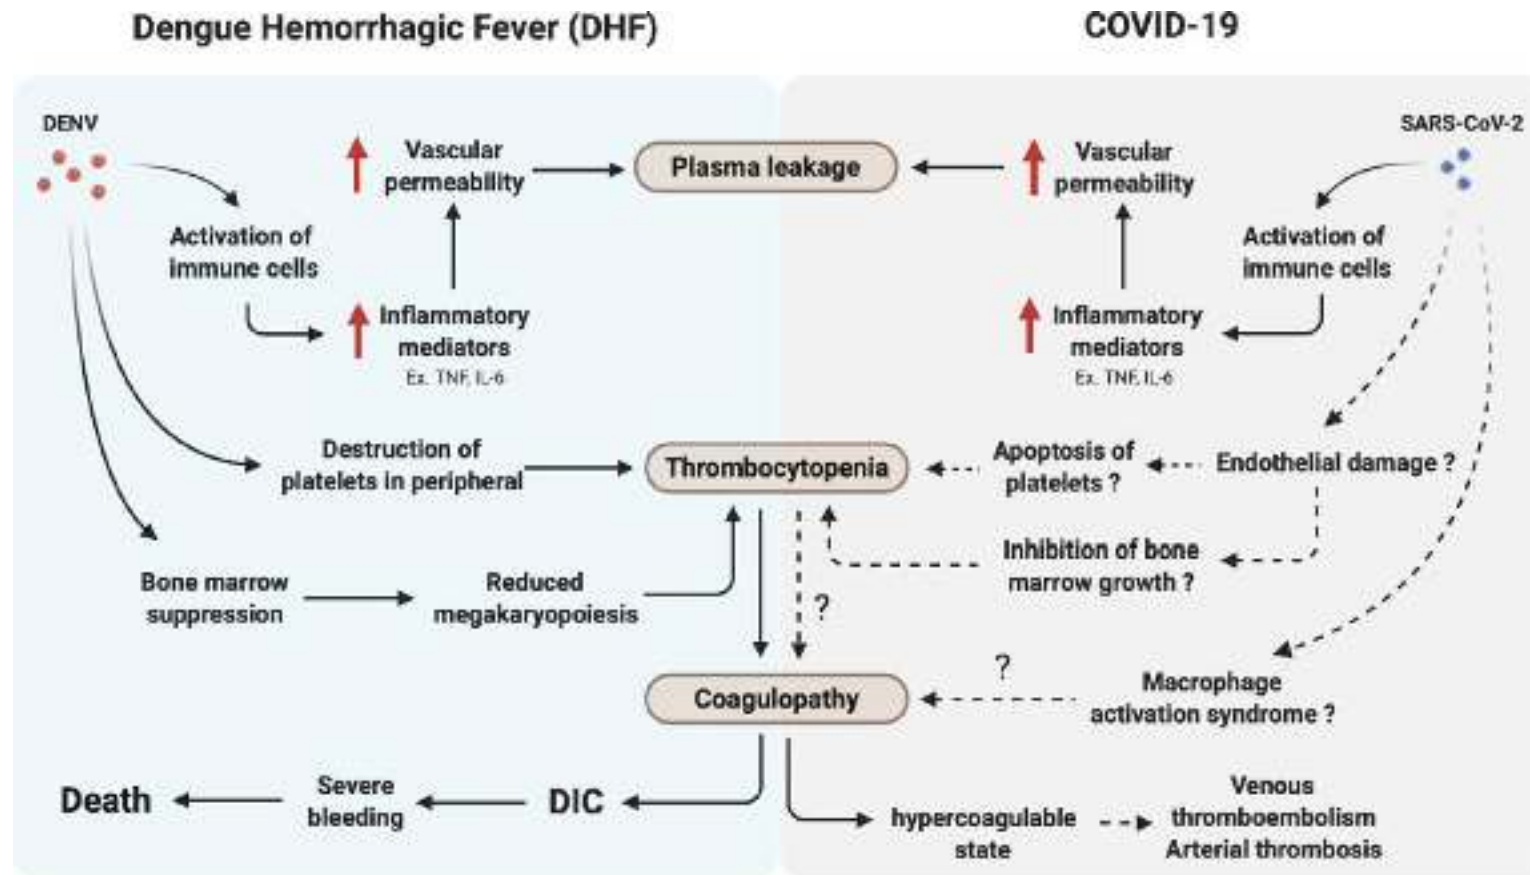 Dengue Hemorrhagic Fever (DHF)
COVID-19
DENV
Activation of
immune cells
Vascular
permeability
Inflammatory
mediators
Ex. TNF, IL-6
Destruction of
platelets in peripheral
Bone marrow
suppression
Reduced
megakaryopoiesis
Plasma leakage
Thrombocytopenia
?
Coagulopathy
DIC
Severe
bleeding
Death
SARS-CoV-2
Activation of
immune cells
Vascular
permeability
Inflammatory
mediators
Ex. TNF, IL-6
Endothelial damage ?
Apoptosis of
platelets ?
Inhibition of bone
marrow growth ?
Macrophage
activation syndrome ?
?
hypercoagulable
state
Venous
thromboembolism
Arterial thrombosis